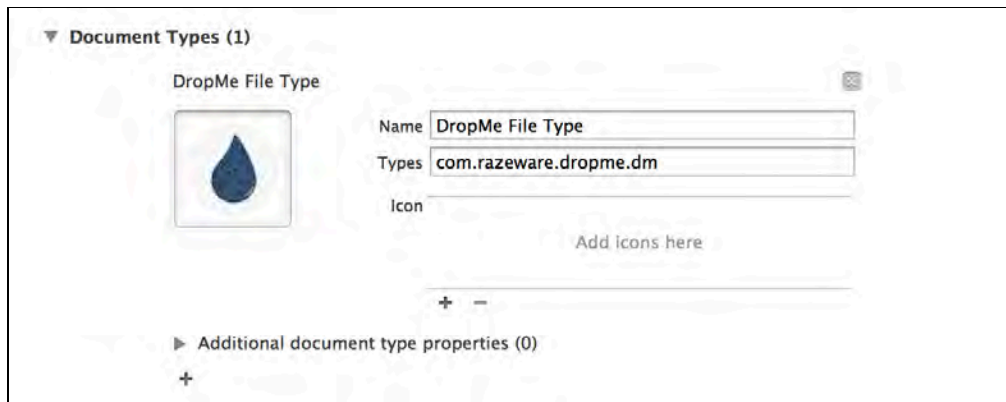 Document Types (1)
DropMe File Type
Name DropMe File Type
Types com.razeware.dropme.dm
Icon
Add icons here
Additional document type properties (0)